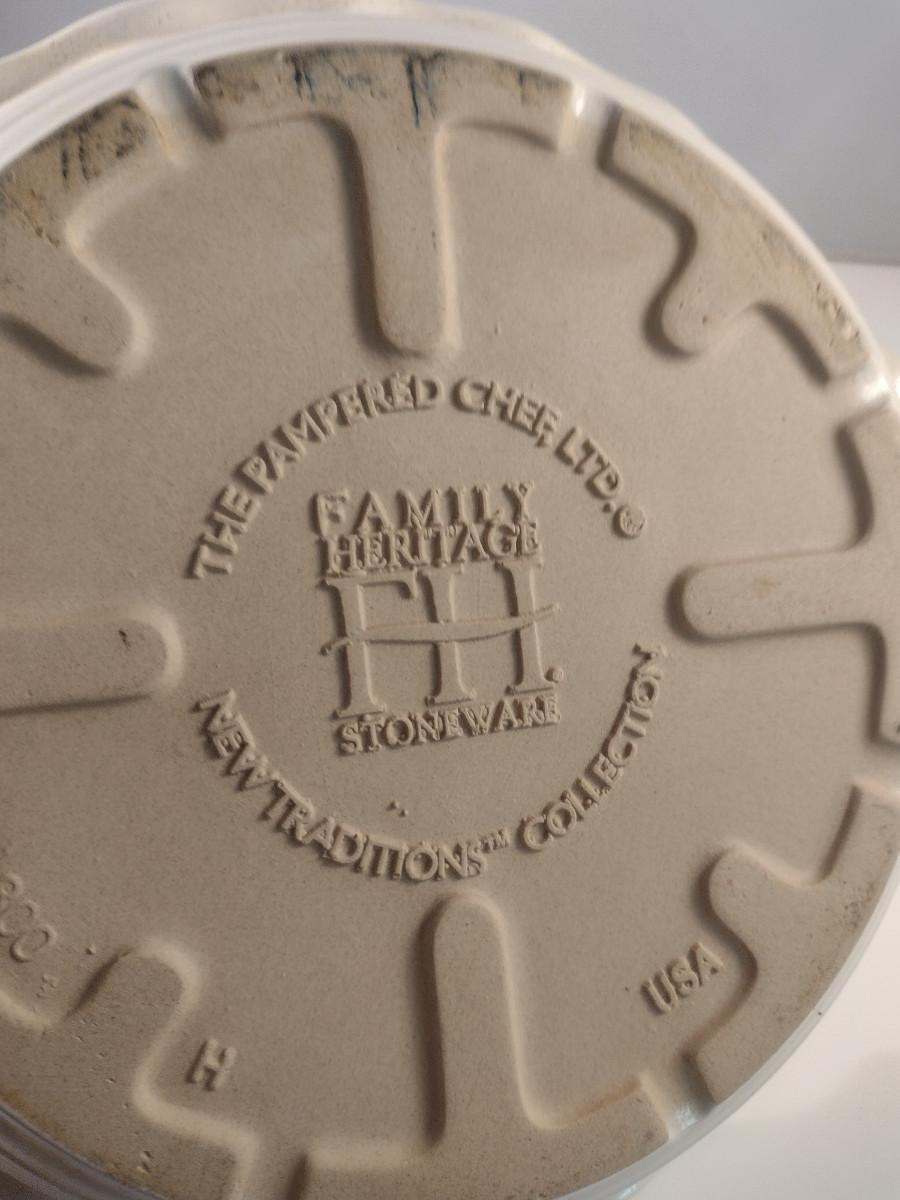 THE PAMPERED CHEF, LTD.®
FAMILY
HERITAGE
FH.
STONEWARE
NEW TRADITIONS™ COLLECTION
USA
H